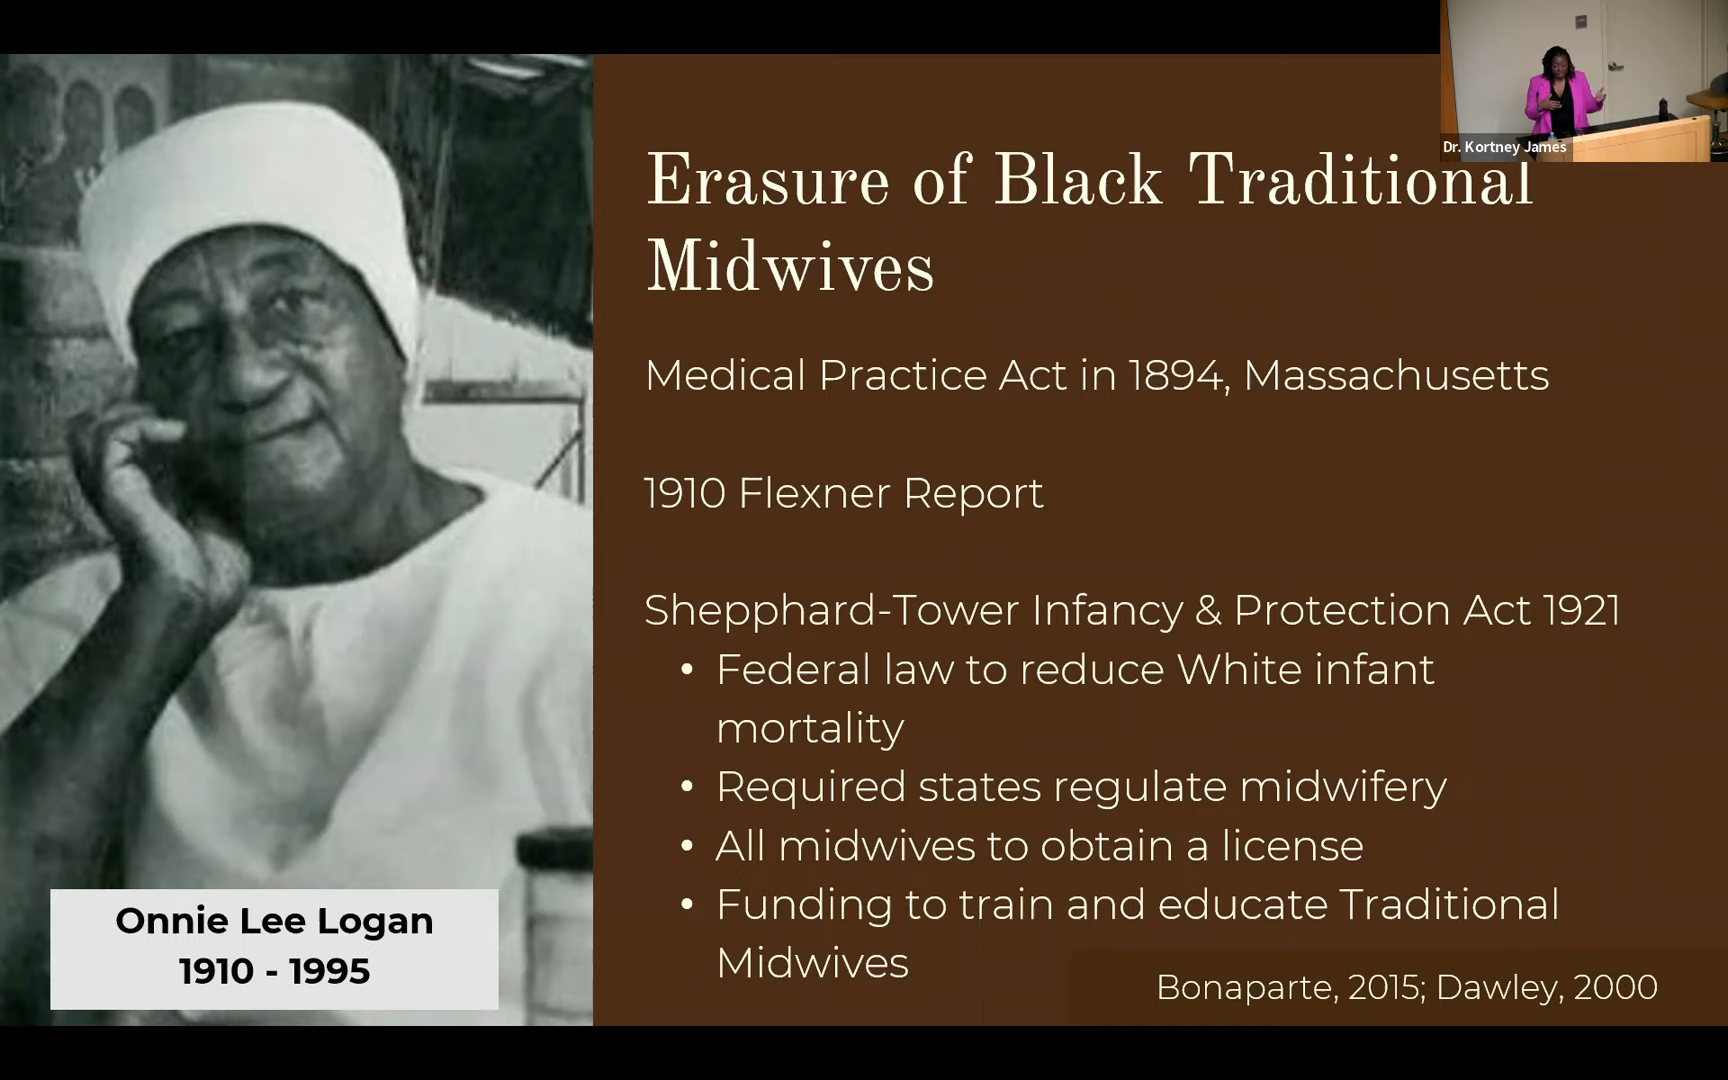 Dr. Kortney James
Erasure of Black Traditional
Midwives
Medical Practice Act in 1894, Massachusetts
1910 Flexner Report
Shepphard-Tower Infancy & Protection Act 1921
• Federal law to reduce White infant
mortality
• Required states regulate midwifery
• All midwives to obtain a license
• Funding to train and educate Traditional
Midwives
Bonaparte, 2015; Dawley, 2000
Onnie Lee Logan
1910 - 1995